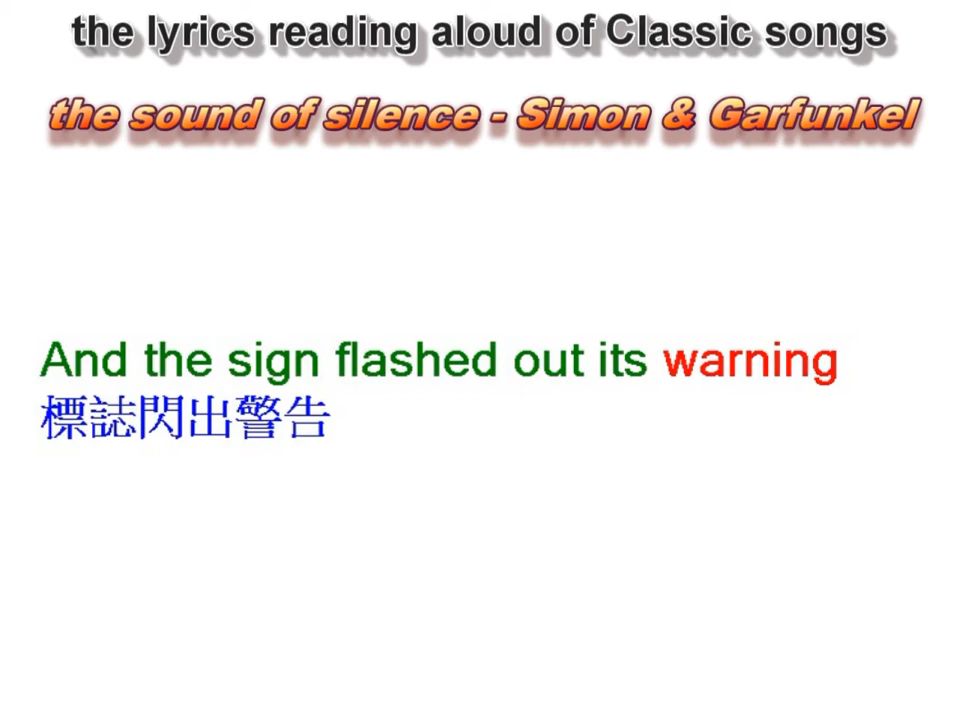 the lyrics reading aloud of Classic songs
the sound of silence - Simon & Garfunkel
And the sign flashed out its warning
標誌閃出警告